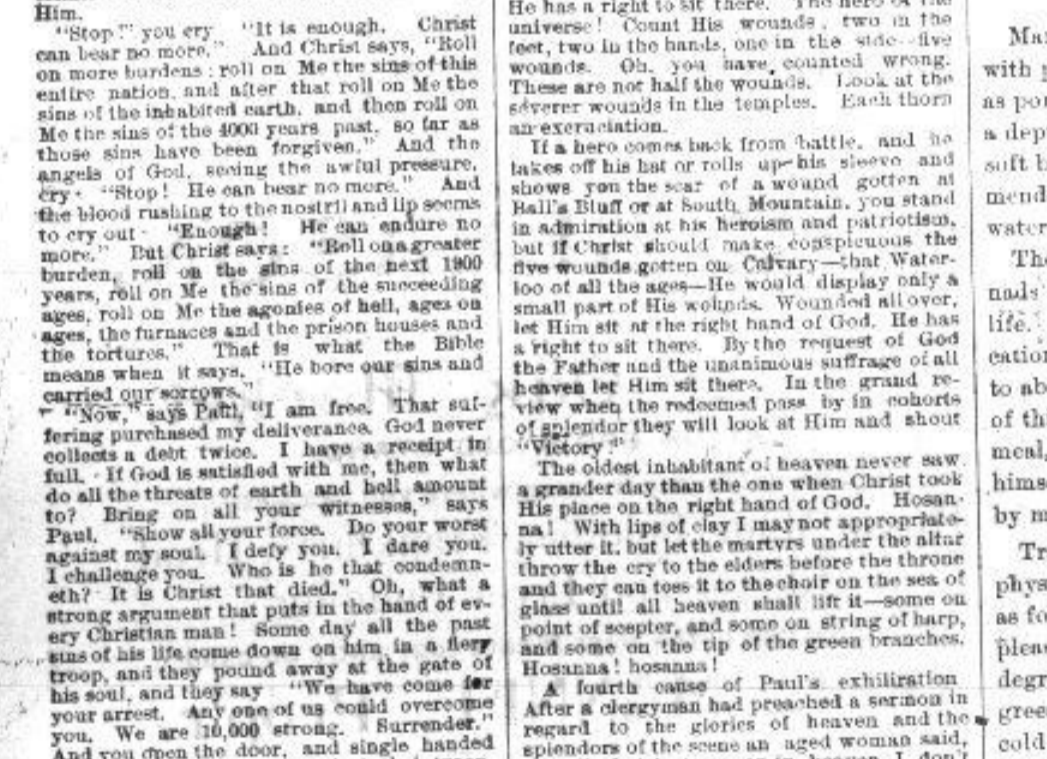 Him.
"Stop!" you cry "It is enough. Christ
can bear no more." And Christ says, "Roll
on more burdens; roll on Me the sins of this
entire nation, and after that roll on Me the
sins of the inhabited earth, and then roll on
Me the sins of the 4000 years past, so far as
those sins have been forgiven." And the
angels of God, seeing the awful pressure,
cry "Stop! He can bear no more." And
the blood rushing to the nostril and lip seems
to cry out "Enough! He can endure no
more." But Christ says: "Roll on a greater
burden, roll on the sins of the next 1900
years, roll on Me the sins of the succeeding
ages, roll on Me the agonies of hell, ages on
ages, the furnaces and the prison houses and
the tortures." That is what the Bible
means when it says, "He bore our sins and
carried our sorrows."
"Now," says Paul, "I am free. That suf-
fering purchased my deliverance. God never
collects a debt twice. I have a receipt in
full. If God is satisfied with me, then what
do all the threats of earth and hell amount
to? Bring on all your witnesses," says
Paul. "Show all your force. Do your worst
against my soul. I defy you. I dare you.
I challenge you. Who is he that condemn-
eth? It is Christ that died." Oh, what a
strong argument that puts in the hand of ev-
ery Christian man! Some day all the past
sins of his life come down on him in a fiery
troop, and they pound away at the gate of
his soul, and they say "We have come for
your arrest. Any one of us could overcome
you. We are 10,000 strong. Surrender."
And you open the door, and single handed
He has a right to sit there. The hero of the
universe! Count His wounds, two in the
feet, two in the hands, one in the side—five
wounds. Oh, you have counted wrong.
These are not half the wounds. Look at the
severer wounds in the temples. Each thorn
an excruciation.
If a hero comes back from battle, and he
takes off his hat or rolls up his sleeve and
shows you the scar of a wound gotten at
Ball's Bluff or at South Mountain, you stand
in admiration at his heroism and patriotism,
but if Christ should make conspicuous the
five wounds gotten on Calvary—that Water-
loo of all the ages—He would display only a
small part of His wounds. Wounded all over,
let Him sit at the right hand of God. He has
a right to sit there. By the request of God
the Father and the unanimous suffrage of all
heaven let Him sit there. In the grand re-
view when the redeemed pass by in cohorts
of splendor they will look at Him and shout
"Victory!"
The oldest inhabitant of heaven never saw
a grander day than the one when Christ took
His place on the right hand of God. Hosan-
na! With lips of clay I may not appropriate-
ly utter it, but let the martyrs under the altar
throw the cry to the elders before the throne
and they can toss it to the choir on the sea of
glass until all heaven shall lift it—some on
point of scepter, and some on string of harp,
and some on the tip of the green branches.
Hosanna! hosanna!
A fourth cause of Paul's exhiliration
After a clergyman had preached a sermon in
regard to the glories of heaven and the
splendors of the scene an aged woman said,
in heaven I don't
with
as
a dep
soft
mend
water
nads
life.
cation
to ab
of th
meal,
himse
by m
Tr
phys
as fo
pleas
degr
gree
cold